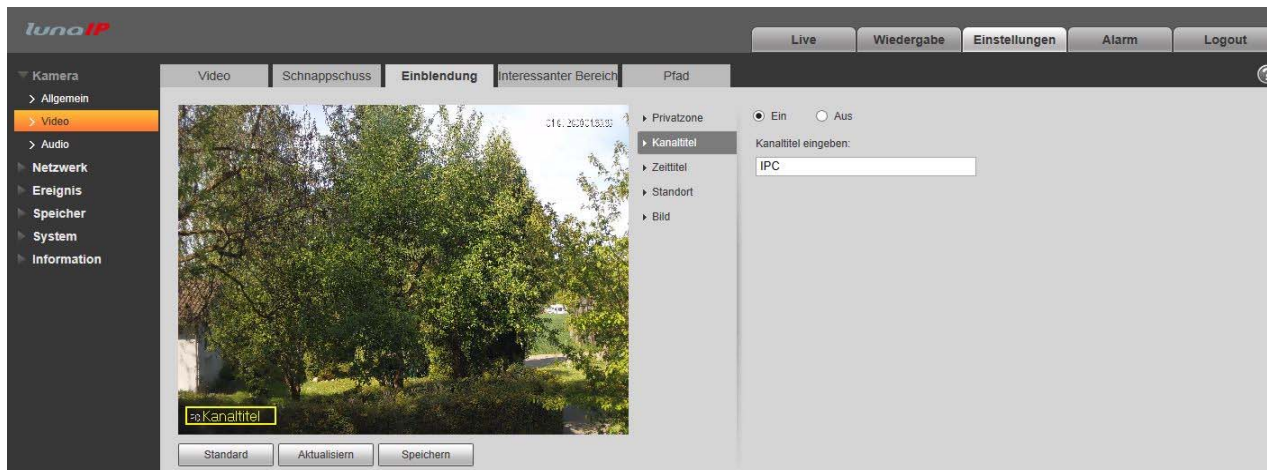 lunaIP
Live Wiedergabe Einstellungen Alarm Logout
Kamera
Allgemein
Video
Audio
Netzwerk
Ereignis
Speicher
System
Information
Video Schnappschuss Einblendung Interessanter Bereich Pfad
Kanaltitel
Privatzone
Kanaltitel
Zeittitel
Standort
Bild
Ein Aus
Kanaltitel eingeben:
IPC
Standard Aktualisiern Speichern